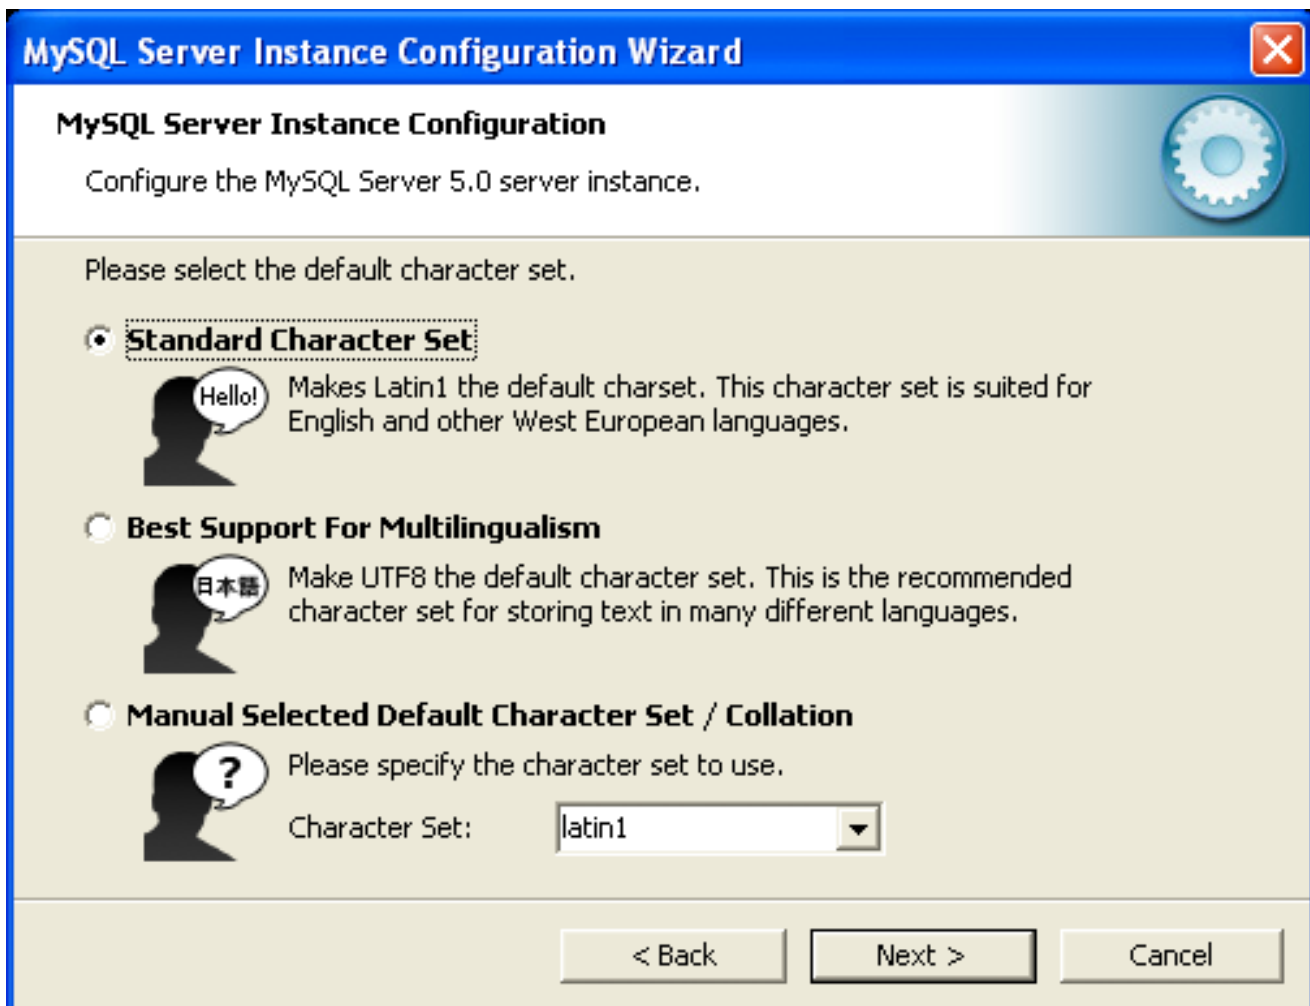 MySQL Server Instance Configuration Wizard
MySQL Server Instance Configuration
Configure the MySQL Server 5.0 server instance.
Please select the default character set.
Standard Character Set
Hello!
Makes Latin1 the default charset. This character set is suited for
English and other West European languages.
Best Support For Multilingualism
日本語
Make UTF8 the default character set. This is the recommended
character set for storing text in many different languages.
Manual Selected Default Character Set / Collation
?
Please specify the character set to use.
Character Set: latin1
< Back Next > Cancel